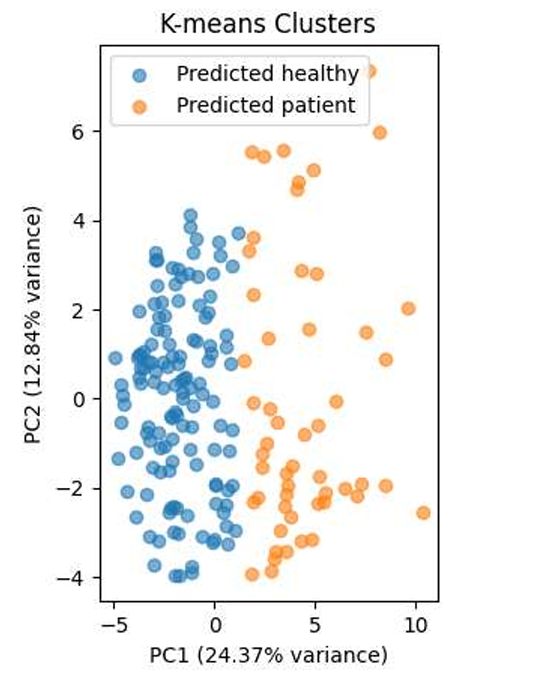 K-means Clusters
Predicted healthy
Predicted patient
6
4
2
0
−2
−4
PC2 (12.84% variance)
−5
0
5
10
PC1 (24.37% variance)